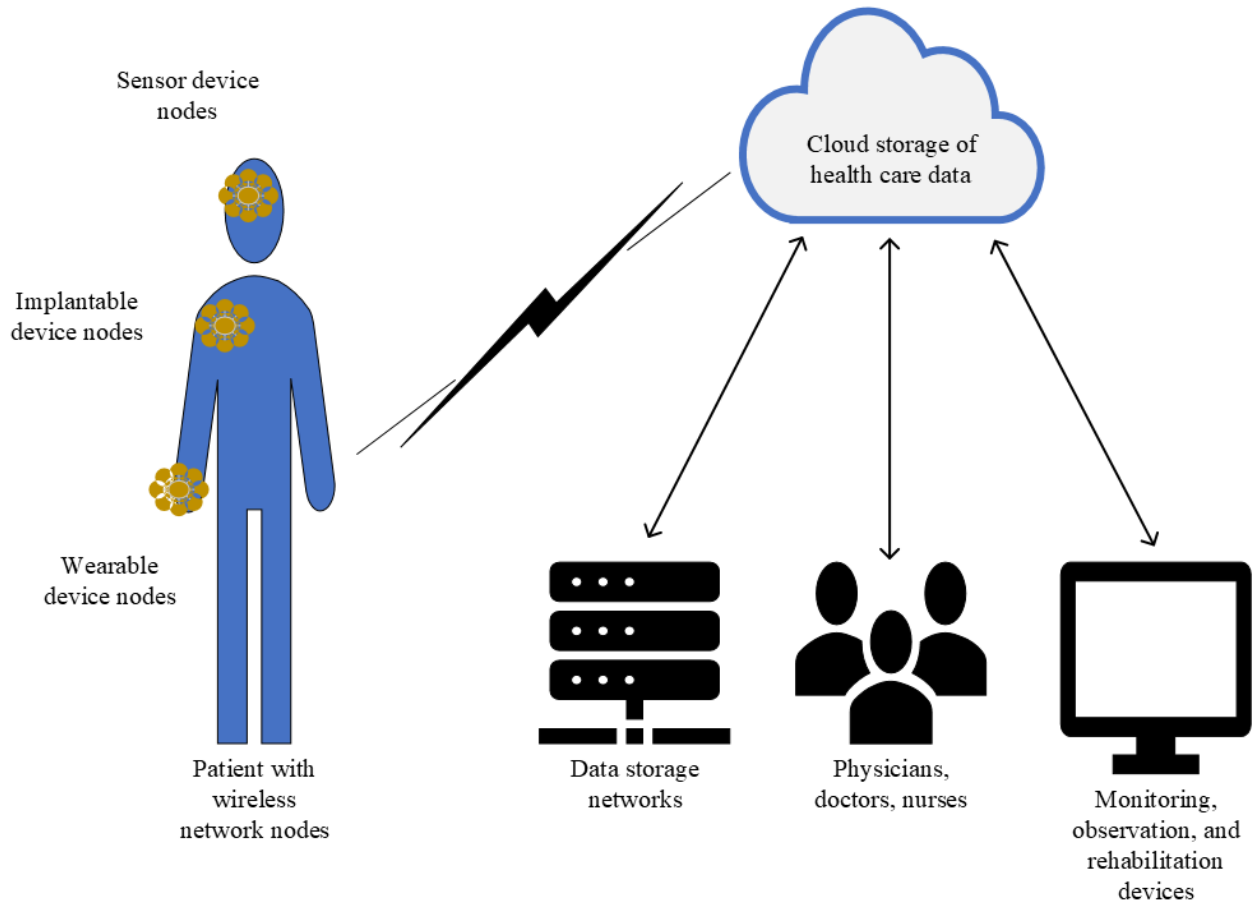 Sensor device
nodes
Cloud storage of
health care data
Implantable
device nodes
Wearable
device nodes
Patient with
wireless
network nodes
Data storage
networks
Physicians,
doctors, nurses
Monitoring,
observation, and
rehabilitation
devices